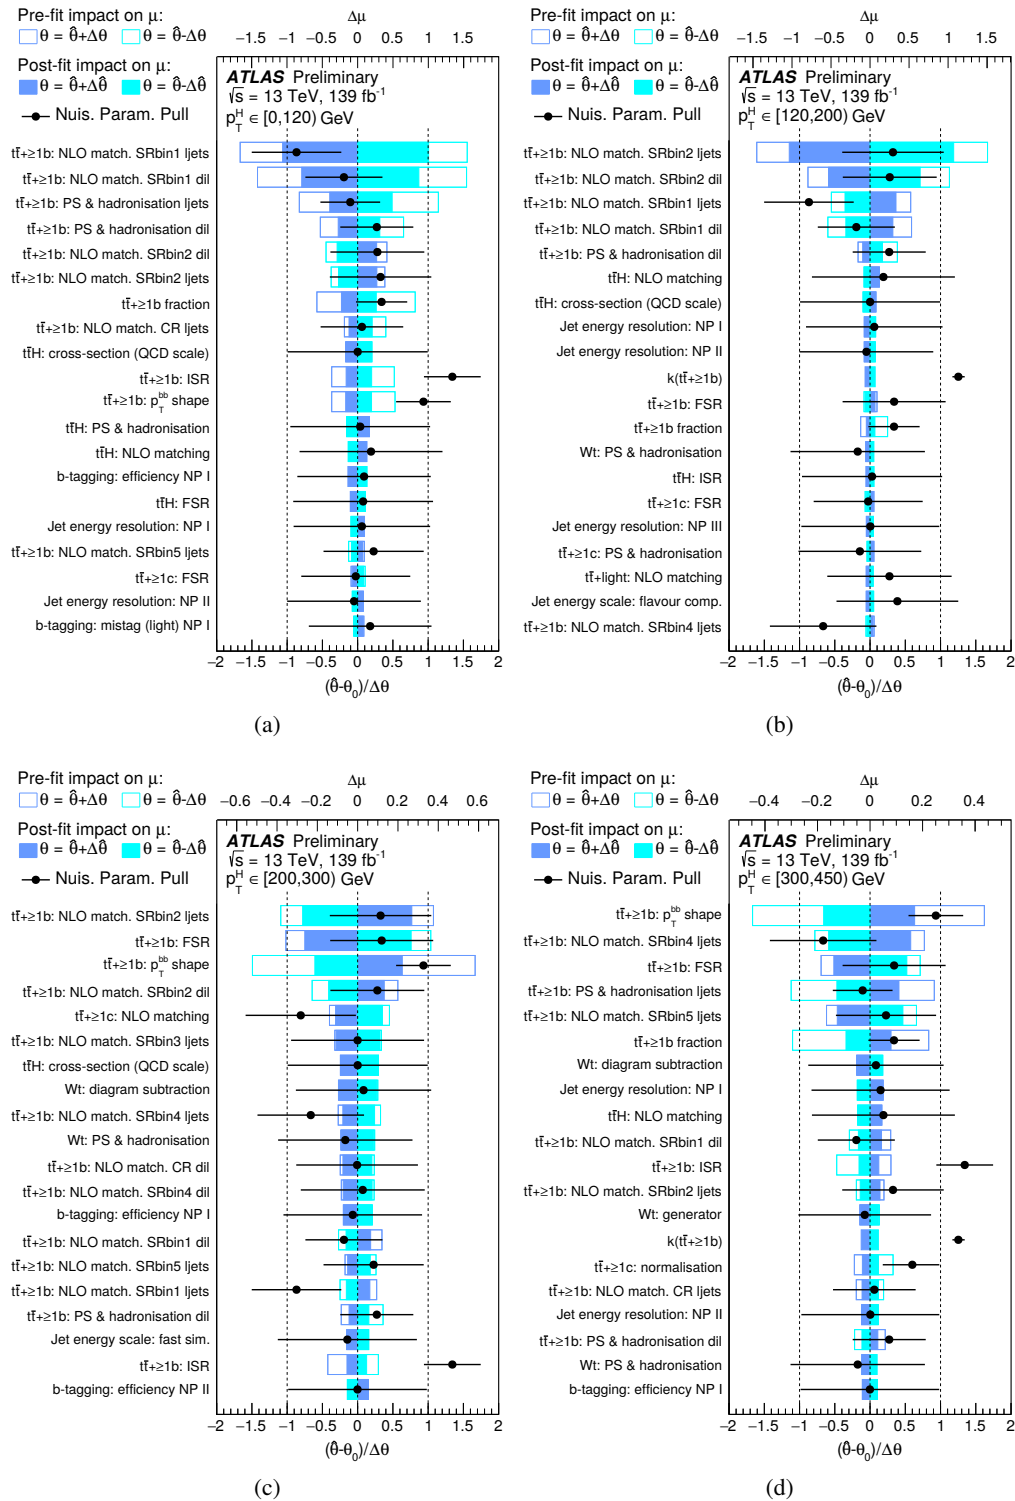 Pre-fit impact on μ:
θ = θ̂+Δθ θ = θ̂-Δθ
Post-fit impact on μ:
θ = θ̂+Δθ̂ θ = θ̂-Δθ̂
Nuis. Param. Pull
Δμ
−1.5 −1 −0.5 0 0.5 1 1.5
ATLAS Preliminary
√s = 13 TeV, 139 fb⁻¹
p_T^H ∈ [0,120) GeV
tt̄+≥1b: NLO match. SRbin1 ljets
tt̄+≥1b: NLO match. SRbin1 dil
tt̄+≥1b: PS & hadronisation ljets
tt̄+≥1b: PS & hadronisation dil
tt̄+≥1b: NLO match. SRbin2 dil
tt̄+≥1b: NLO match. SRbin2 ljets
tt̄+≥1b fraction
tt̄+≥1b: NLO match. CR ljets
tt̄H: cross-section (QCD scale)
tt̄+≥1b: ISR
tt̄+≥1b: p_T^bb shape
tt̄H: PS & hadronisation
tt̄H: NLO matching
b-tagging: efficiency NP I
tt̄H: FSR
Jet energy resolution: NP I
tt̄+≥1b: NLO match. SRbin5 ljets
tt̄+≥1c: FSR
Jet energy resolution: NP II
b-tagging: mistag (light) NP I
−2 −1.5 −1 −0.5 0 0.5 1 1.5 2
(θ̂-θ₀)/Δθ
(a)
Pre-fit impact on μ:
θ = θ̂+Δθ θ = θ̂-Δθ
Post-fit impact on μ:
θ = θ̂+Δθ̂ θ = θ̂-Δθ̂
Nuis. Param. Pull
Δμ
−1.5 −1 −0.5 0 0.5 1 1.5
ATLAS Preliminary
√s = 13 TeV, 139 fb⁻¹
p_T^H ∈ [120,200) GeV
tt̄+≥1b: NLO match. SRbin2 ljets
tt̄+≥1b: NLO match. SRbin2 dil
tt̄+≥1b: NLO match. SRbin1 ljets
tt̄+≥1b: NLO match. SRbin1 dil
tt̄+≥1b: PS & hadronisation dil
tt̄H: NLO matching
tt̄H: cross-section (QCD scale)
Jet energy resolution: NP I
Jet energy resolution: NP II
k(tt̄+≥1b)
tt̄+≥1b: FSR
tt̄+≥1b fraction
Wt: PS & hadronisation
tt̄H: ISR
tt̄+≥1c: FSR
Jet energy resolution: NP III
tt̄+≥1c: PS & hadronisation
tt̄+light: NLO matching
Jet energy scale: flavour comp.
tt̄+≥1b: NLO match. SRbin4 ljets
−2 −1.5 −1 −0.5 0 0.5 1 1.5 2
(θ̂-θ₀)/Δθ
(b)
Pre-fit impact on μ:
θ = θ̂+Δθ θ = θ̂-Δθ
Post-fit impact on μ:
θ = θ̂+Δθ̂ θ = θ̂-Δθ̂
Nuis. Param. Pull
Δμ
−0.6 −0.4 −0.2 0 0.2 0.4 0.6
ATLAS Preliminary
√s = 13 TeV, 139 fb⁻¹
p_T^H ∈ [200,300) GeV
tt̄+≥1b: NLO match. SRbin2 ljets
tt̄+≥1b: FSR
tt̄+≥1b: p_T^bb shape
tt̄+≥1b: NLO match. SRbin2 dil
tt̄+≥1c: NLO matching
tt̄+≥1b: NLO match. SRbin3 ljets
tt̄H: cross-section (QCD scale)
Wt: diagram subtraction
tt̄+≥1b: NLO match. SRbin4 ljets
Wt: PS & hadronisation
tt̄+≥1b: NLO match. CR dil
tt̄+≥1b: NLO match. SRbin4 dil
b-tagging: efficiency NP I
tt̄+≥1b: NLO match. SRbin1 dil
tt̄+≥1b: NLO match. SRbin5 ljets
tt̄+≥1b: NLO match. SRbin1 ljets
tt̄+≥1b: PS & hadronisation dil
Jet energy scale: fast sim.
tt̄+≥1b: ISR
b-tagging: efficiency NP II
−2 −1.5 −1 −0.5 0 0.5 1 1.5 2
(θ̂-θ₀)/Δθ
(c)
Pre-fit impact on μ:
θ = θ̂+Δθ θ = θ̂-Δθ
Post-fit impact on μ:
θ = θ̂+Δθ̂ θ = θ̂-Δθ̂
Nuis. Param. Pull
Δμ
−0.4 −0.2 0 0.2 0.4
ATLAS Preliminary
√s = 13 TeV, 139 fb⁻¹
p_T^H ∈ [300,450) GeV
tt̄+≥1b: p_T^bb shape
tt̄+≥1b: NLO match. SRbin4 ljets
tt̄+≥1b: FSR
tt̄+≥1b: PS & hadronisation ljets
tt̄+≥1b: NLO match. SRbin5 ljets
tt̄+≥1b fraction
Wt: diagram subtraction
Jet energy resolution: NP I
tt̄H: NLO matching
tt̄+≥1b: NLO match. SRbin1 dil
tt̄+≥1b: ISR
tt̄+≥1b: NLO match. SRbin2 ljets
Wt: generator
k(tt̄+≥1b)
tt̄+≥1c: normalisation
tt̄+≥1b: NLO match. CR ljets
Jet energy resolution: NP II
tt̄+≥1b: PS & hadronisation dil
Wt: PS & hadronisation
b-tagging: efficiency NP I
−2 −1.5 −1 −0.5 0 0.5 1 1.5 2
(θ̂-θ₀)/Δθ
(d)